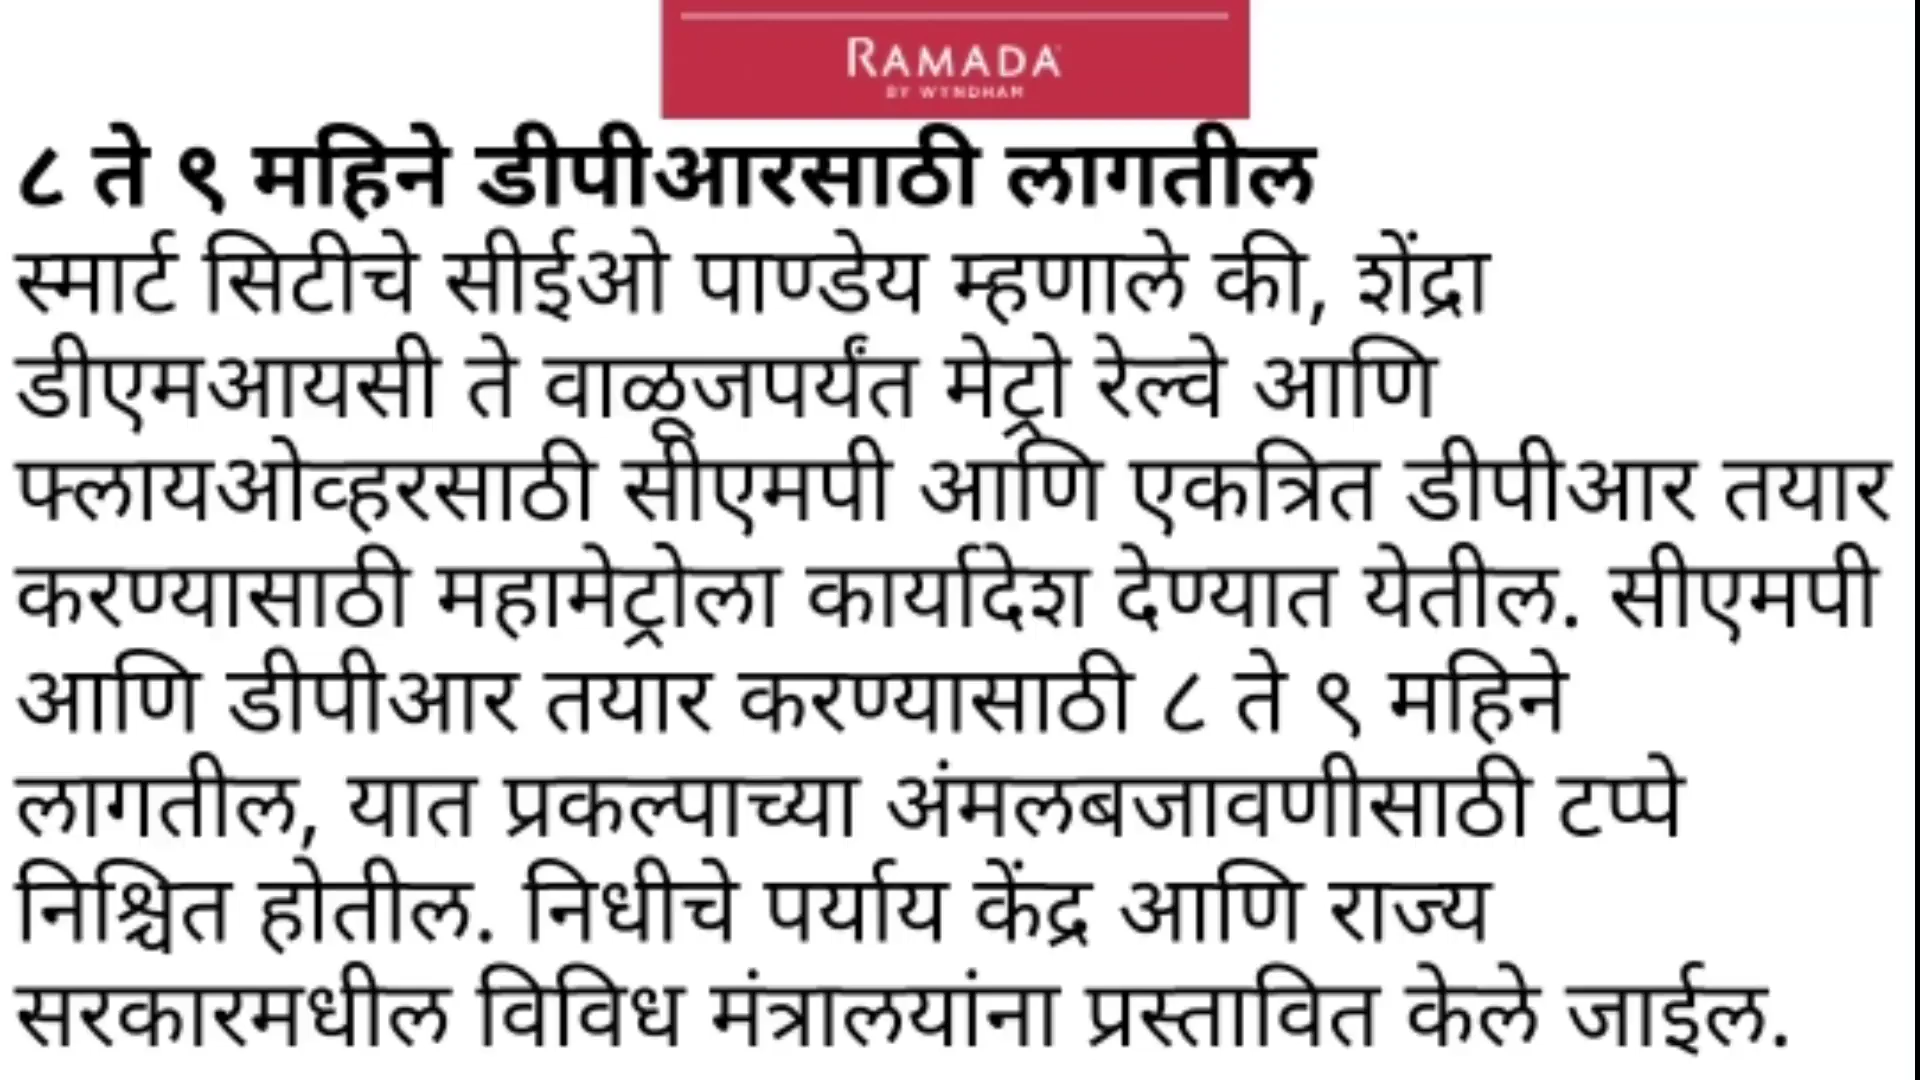 RAMADA
BY WYNDHAM
८ ते ९ महिने डीपीआरसाठी लागतील
स्मार्ट सिटीचे सीईओ पाण्डेय म्हणाले की, शेंद्रा
डीएमआयसी ते वाळूजपर्यंत मेट्रो रेल्वे आणि
फ्लायओव्हरसाठी सीएमपी आणि एकत्रित डीपीआर तयार
करण्यासाठी महामेट्रोला कार्यादेश देण्यात येतील. सीएमपी
आणि डीपीआर तयार करण्यासाठी ८ ते ९ महिने
लागतील, यात प्रकल्पाच्या अंमलबजावणीसाठी टप्पे
निश्चित होतील. निधीचे पर्याय केंद्र आणि राज्य
सरकारमधील विविध मंत्रालयांना प्रस्तावित केले जाईल.